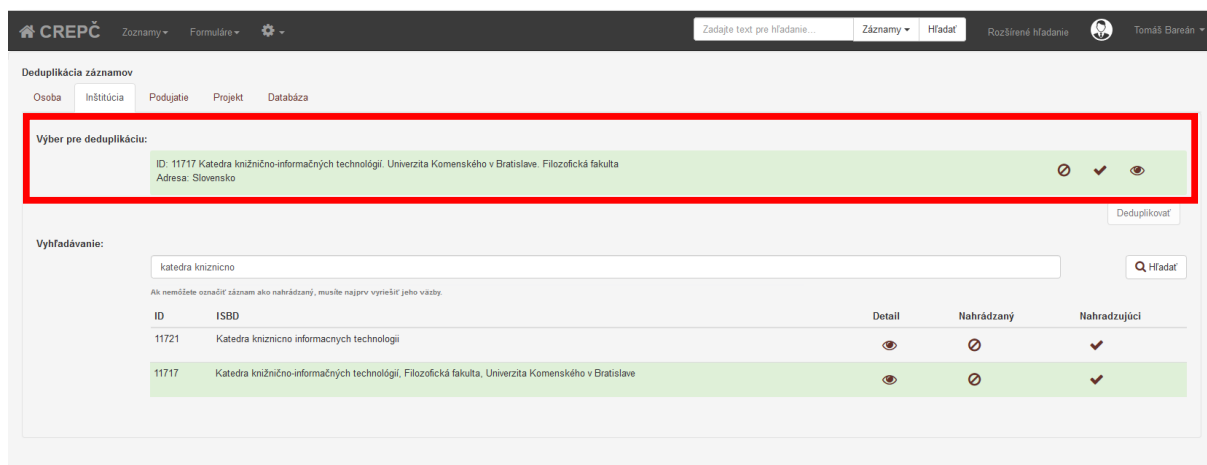 CREPČ Zoznamy Formuláre Zadajte text pre hľadanie... Záznamy Hľadať Rozšírené hľadanie Tomáš Bareán
Deduplikácia záznamov
Osoba Inštitúcia Podujatie Projekt Databáza
Výber pre deduplikáciu:
ID: 11717 Katedra knižnično-informačných technológií. Univerzita Komenského v Bratislave. Filozofická fakulta
Adresa: Slovensko
Deduplikovať
Vyhľadávanie:
katedra kniznicno Hľadať
Ak nemôžete označiť záznam ako nahrádzaný, musíte najprv vyriešiť jeho väzby.
ID ISBD Detail Nahrádzaný Nahradzujúci
11721 Katedra kniznicno informacnych technologii
11717 Katedra knižnično-informačných technológií, Filozofická fakulta, Univerzita Komenského v Bratislave